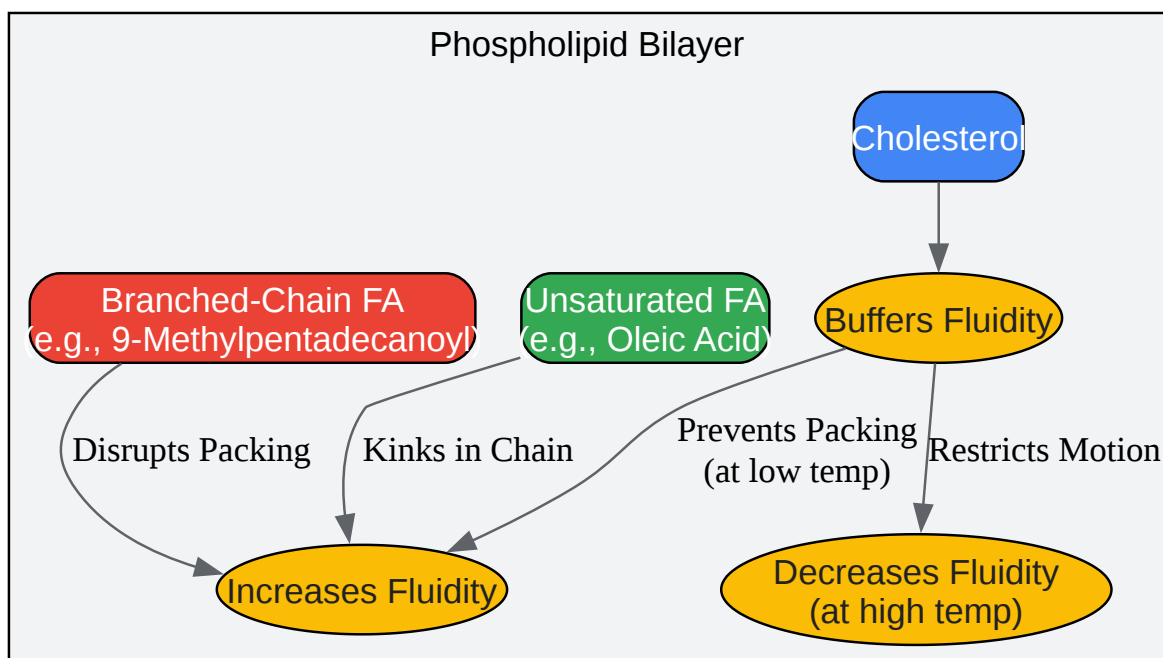 Phospholipid Bilayer
Cholesterol
Branched-Chain FA
(e.g., 9-Methylpentadecanoyl)
Unsaturated FA
(e.g., Oleic Acid)
Buffers Fluidity
Disrupts Packing
Kinks in Chain
Prevents Packing
(at low temp)
Restricts Motion
Increases Fluidity
Decreases Fluidity
(at high temp)